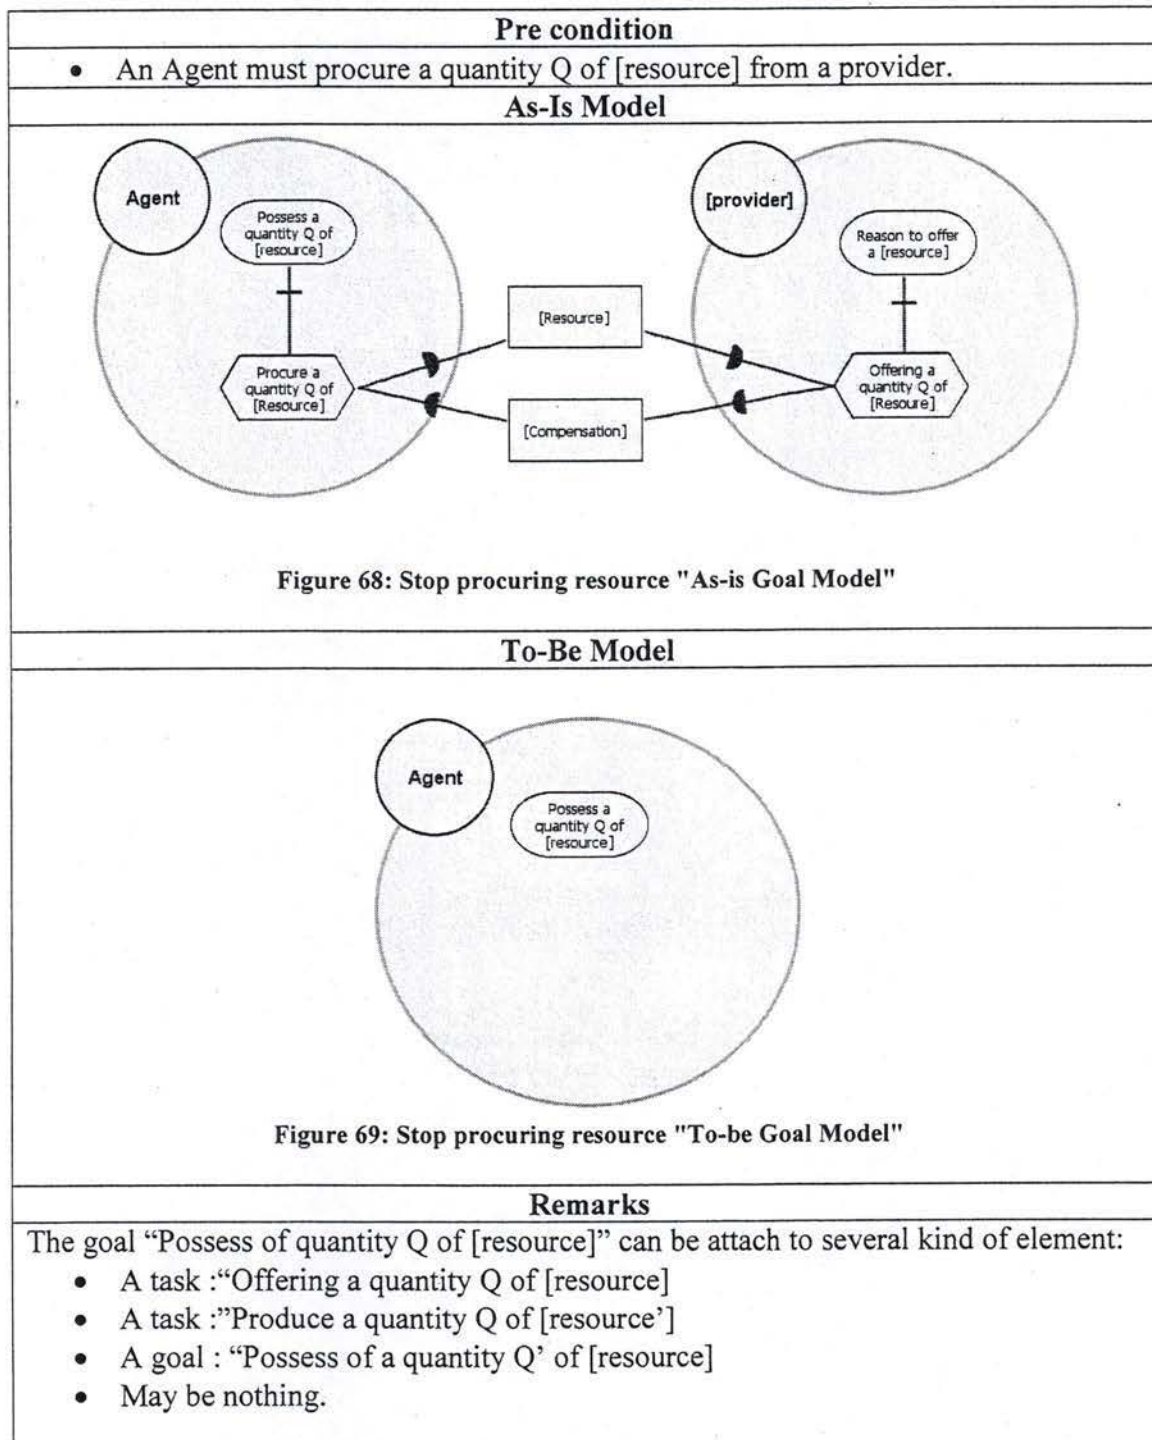 Pre condition
• An Agent must procure a quantity Q of [resource] from a provider.
As-Is Model
Agent
Possess a
quantity Q of
[resource]
Procure a
quantity Q of
[Resource]
[Resource]
[Compensation]
[provider]
Reason to offer
a [resource]
Offering a
quantity Q of
[Resoure]
Figure 68: Stop procuring resource "As-is Goal Model"
To-Be Model
Agent
Possess a
quantity Q of
[resource]
Figure 69: Stop procuring resource "To-be Goal Model"
Remarks
The goal “Possess of quantity Q of [resource]” can be attach to several kind of element:
• A task :“Offering a quantity Q of [resource]
• A task :”Produce a quantity Q of [resource’]
• A goal : “Possess of a quantity Q’ of [resource]
• May be nothing.